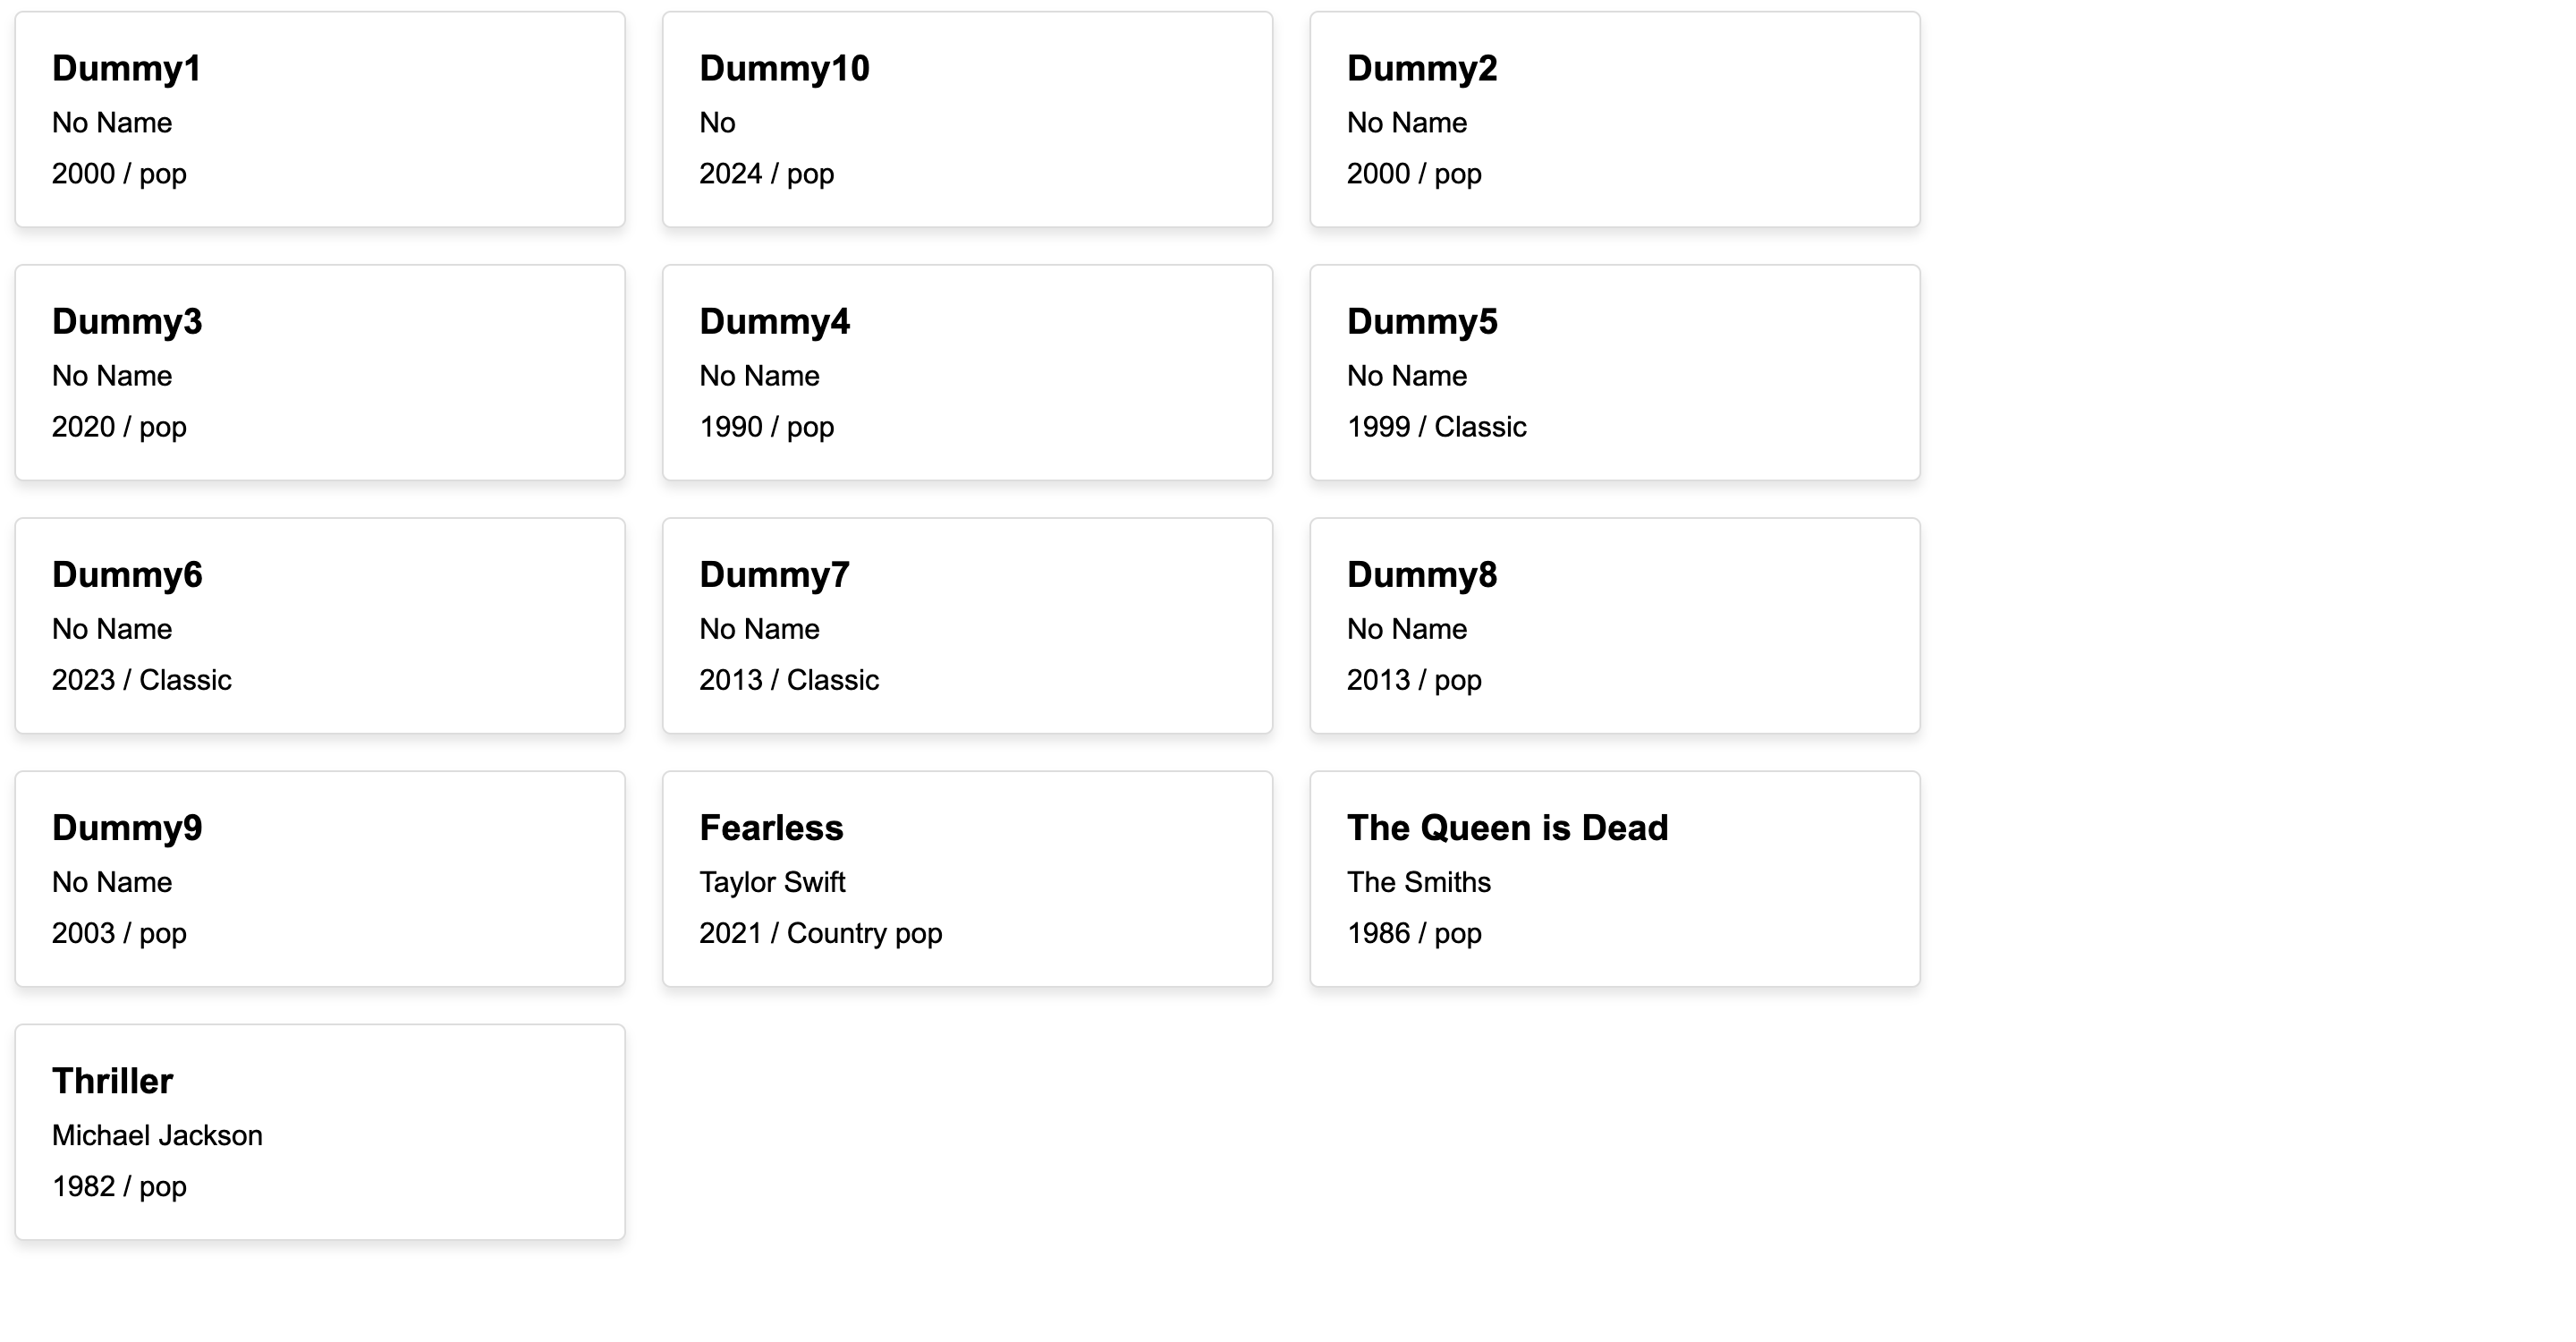 Dummy1
No Name
2000 / pop
Dummy10
No
2024 / pop
Dummy2
No Name
2000 / pop
Dummy3
No Name
2020 / pop
Dummy4
No Name
1990 / pop
Dummy5
No Name
1999 / Classic
Dummy6
No Name
2023 / Classic
Dummy7
No Name
2013 / Classic
Dummy8
No Name
2013 / pop
Dummy9
No Name
2003 / pop
Fearless
Taylor Swift
2021 / Country pop
The Queen is Dead
The Smiths
1986 / pop
Thriller
Michael Jackson
1982 / pop